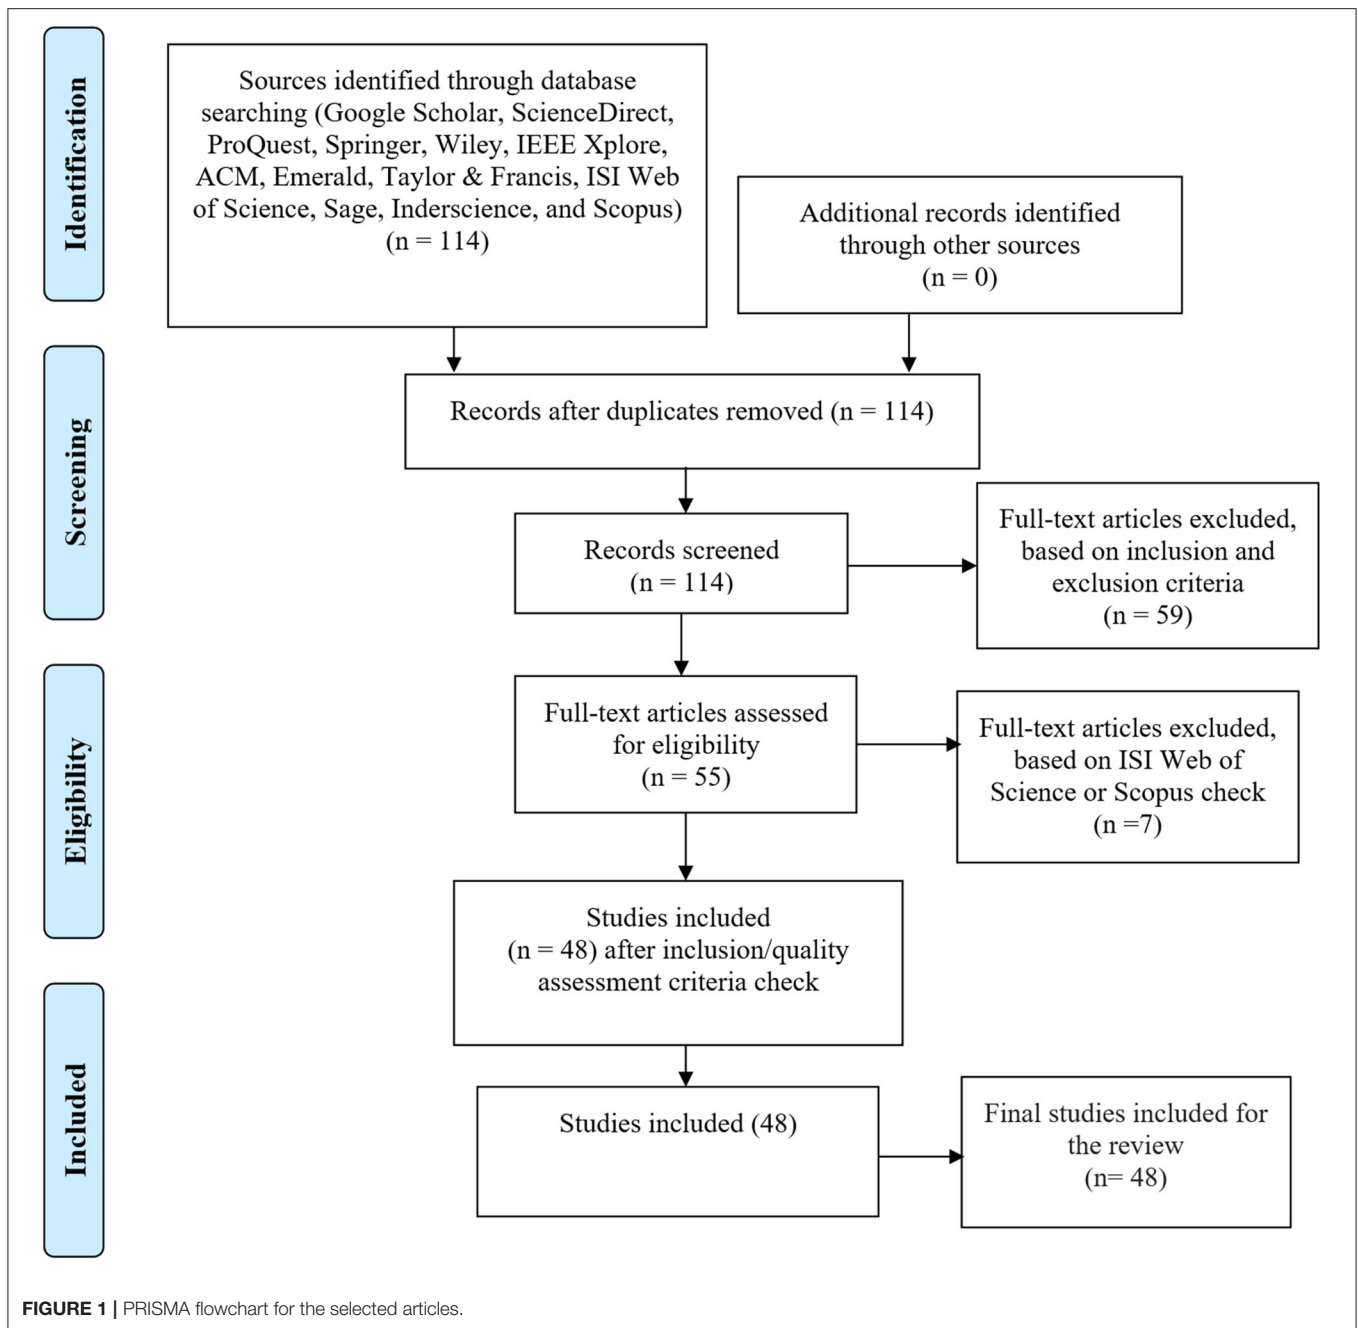 Identification
Sources identified through database
searching (Google Scholar, ScienceDirect,
ProQuest, Springer, Wiley, IEEE Xplore,
ACM, Emerald, Taylor & Francis, ISI Web
of Science, Sage, Inderscience, and Scopus)
(n = 114)
Additional records identified
through other sources
(n = 0)
Screening
Records after duplicates removed (n = 114)
Records screened
(n = 114)
Full-text articles excluded,
based on inclusion and
exclusion criteria
(n = 59)
Eligibility
Full-text articles assessed
for eligibility
(n = 55)
Full-text articles excluded,
based on ISI Web of
Science or Scopus check
(n =7)
Studies included
(n = 48) after inclusion/quality
assessment criteria check
Included
Studies included (48)
Final studies included for
the review
(n= 48)
FIGURE 1 | PRISMA flowchart for the selected articles.